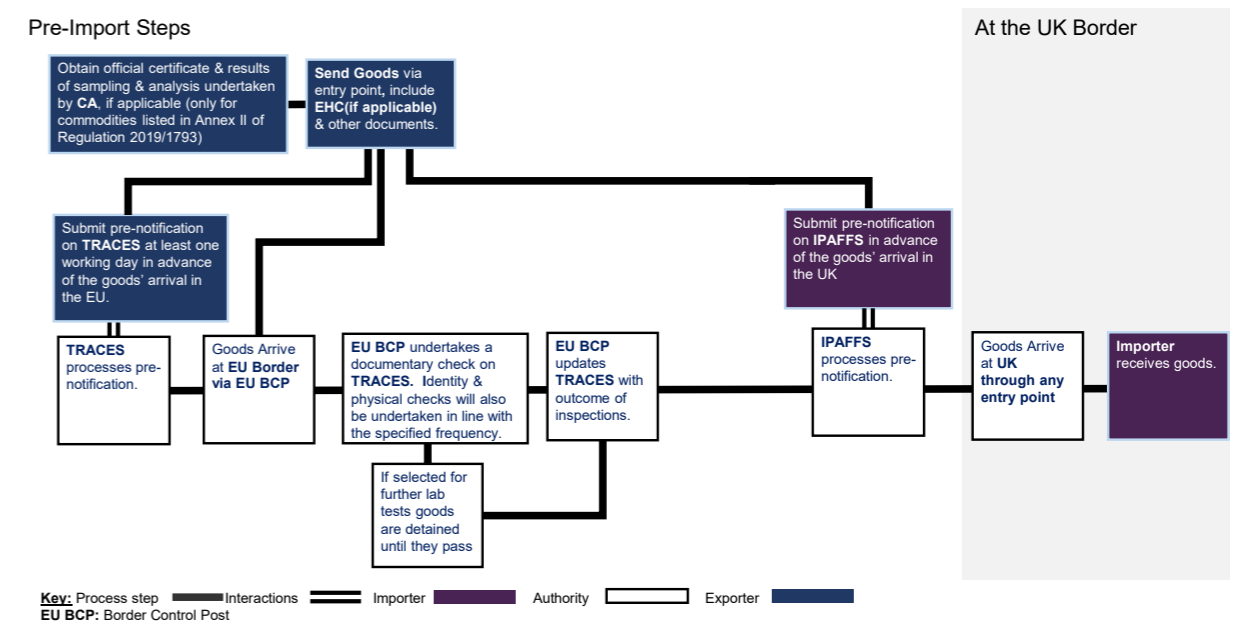 Pre-Import Steps
At the UK Border
Obtain official certificate & results
of sampling & analysis undertaken
by CA, if applicable (only for
commodities listed in Annex II of
Regulation 2019/1793)
Send Goods via
entry point, include
EHC(if applicable)
& other documents.
Submit pre-notification
on TRACES at least one
working day in advance
of the goods’ arrival in
the EU.
Submit pre-notification
on IPAFFS in advance
of the goods’ arrival in
the UK
TRACES
processes pre-
notification.
Goods Arrive
at EU Border
via EU BCP
EU BCP undertakes a
documentary check on
TRACES. Identity &
physical checks will also
be undertaken in line with
the specified frequency.
EU BCP
updates
TRACES with
outcome of
inspections.
IPAFFS
processes pre-
notification.
Goods Arrive
at UK
through any
entry point
Importer
receives goods.
If selected for
further lab
tests goods
are detained
until they pass
Key: Process step Interactions Importer Authority Exporter
EU BCP: Border Control Post